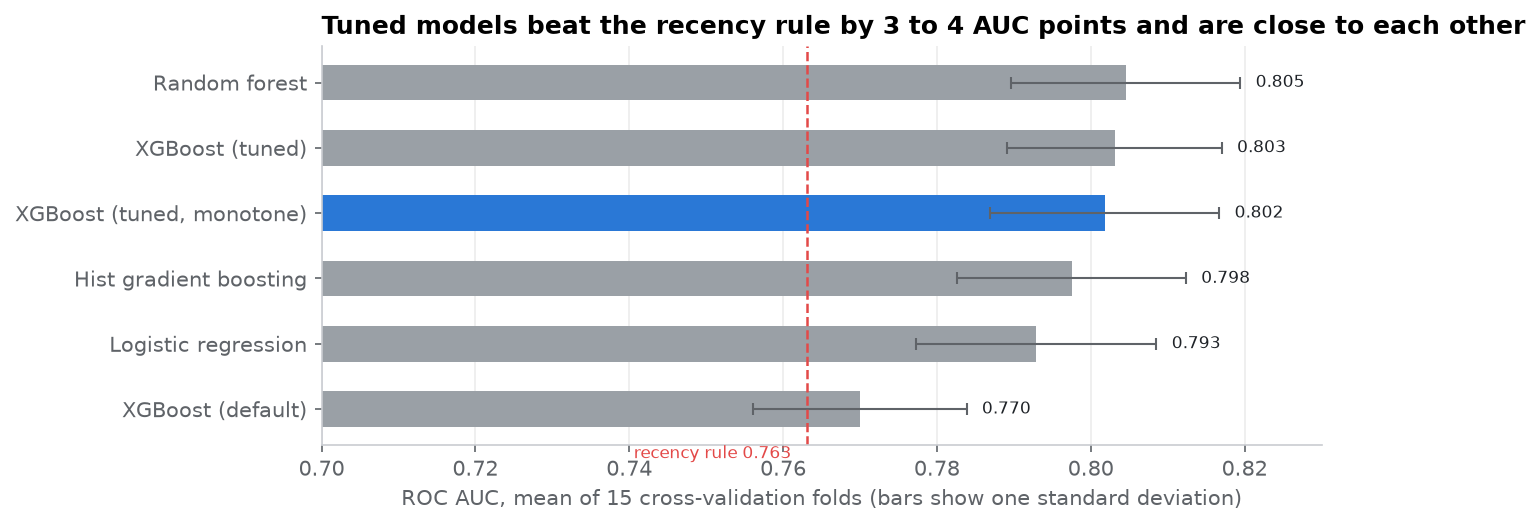 Tuned models beat the recency rule by 3 to 4 AUC points and are close to each other
Random forest
0.805
XGBoost (tuned)
0.803
XGBoost (tuned, monotone)
0.802
Hist gradient boosting
0.798
Logistic regression
0.793
XGBoost (default)
0.770
recency rule 0.763
0.70 0.72 0.74 0.76 0.78 0.80 0.82
ROC AUC, mean of 15 cross-validation folds (bars show one standard deviation)